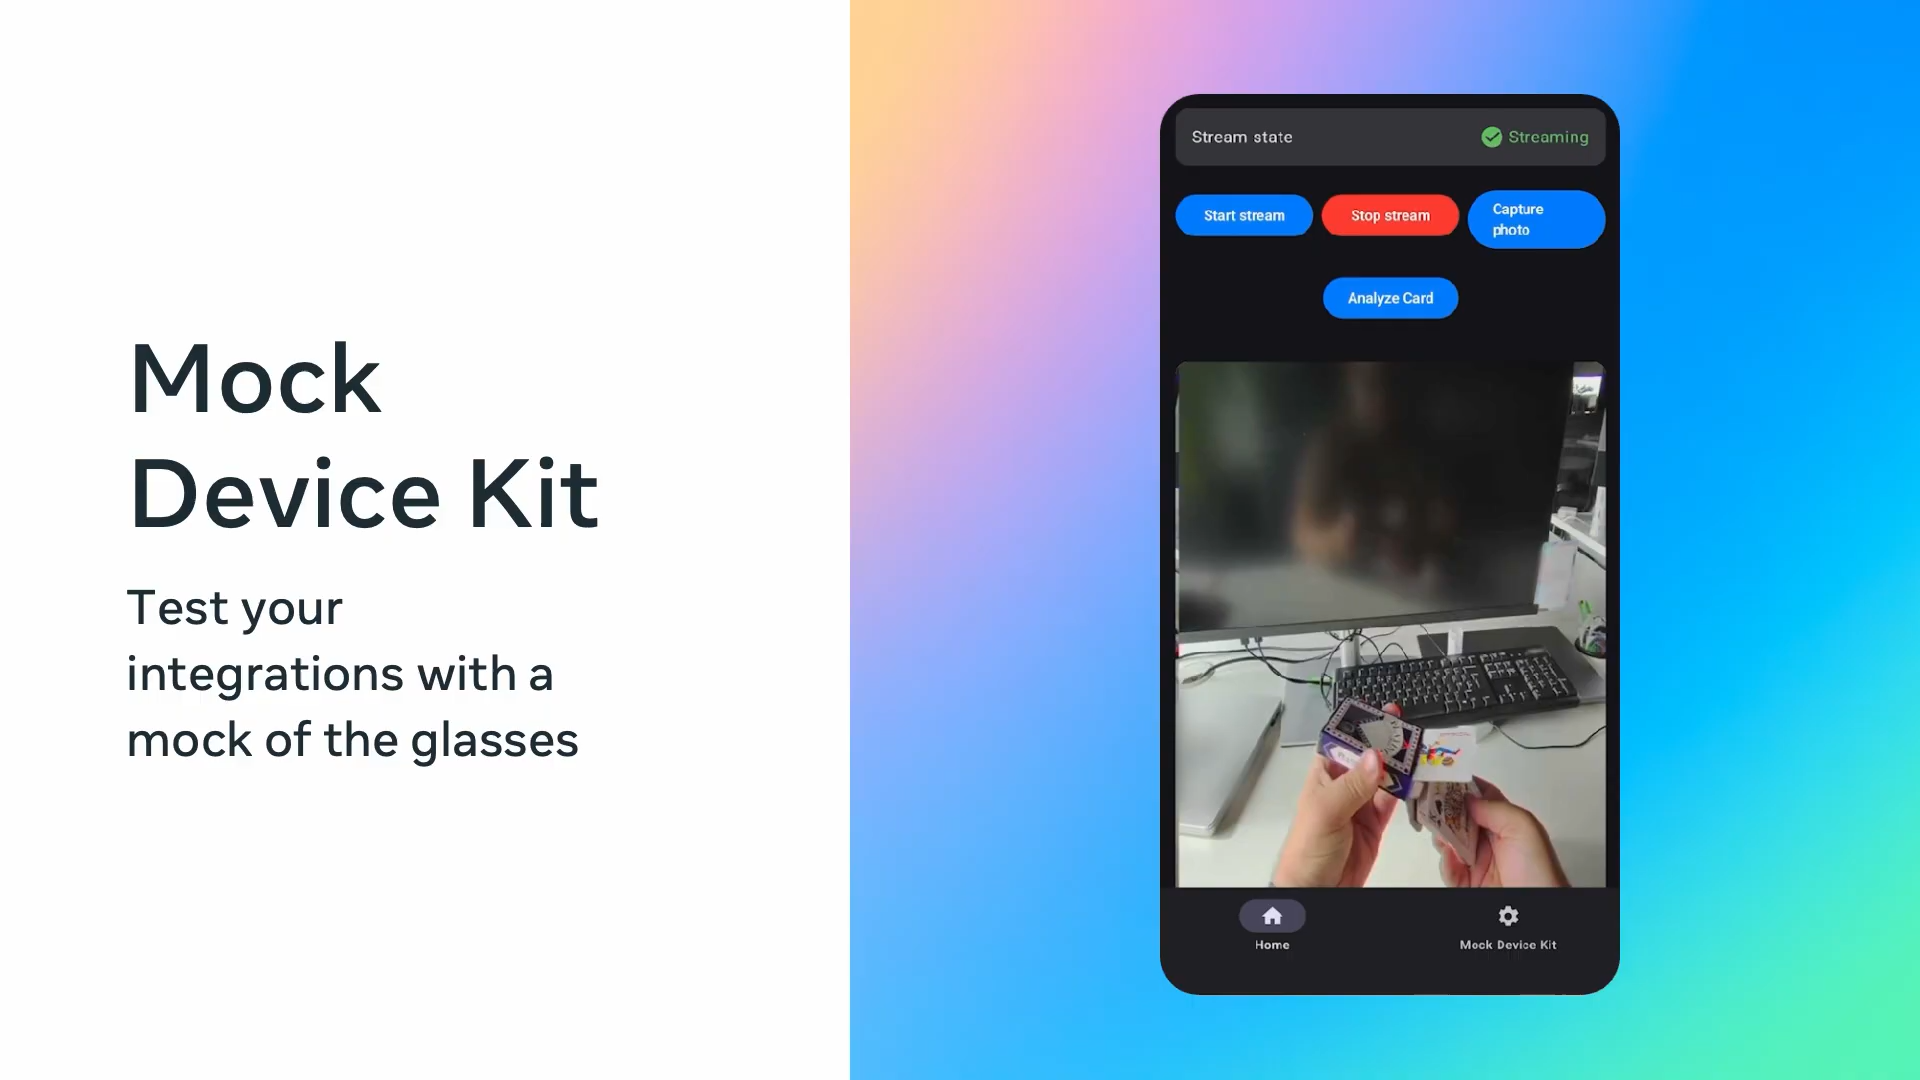 Mock
Device Kit
Test your
integrations with a
mock of the glasses
Stream state
Streaming
Start stream
Stop stream
Capture
photo
Analyze Card
Home
Mock Device Kit